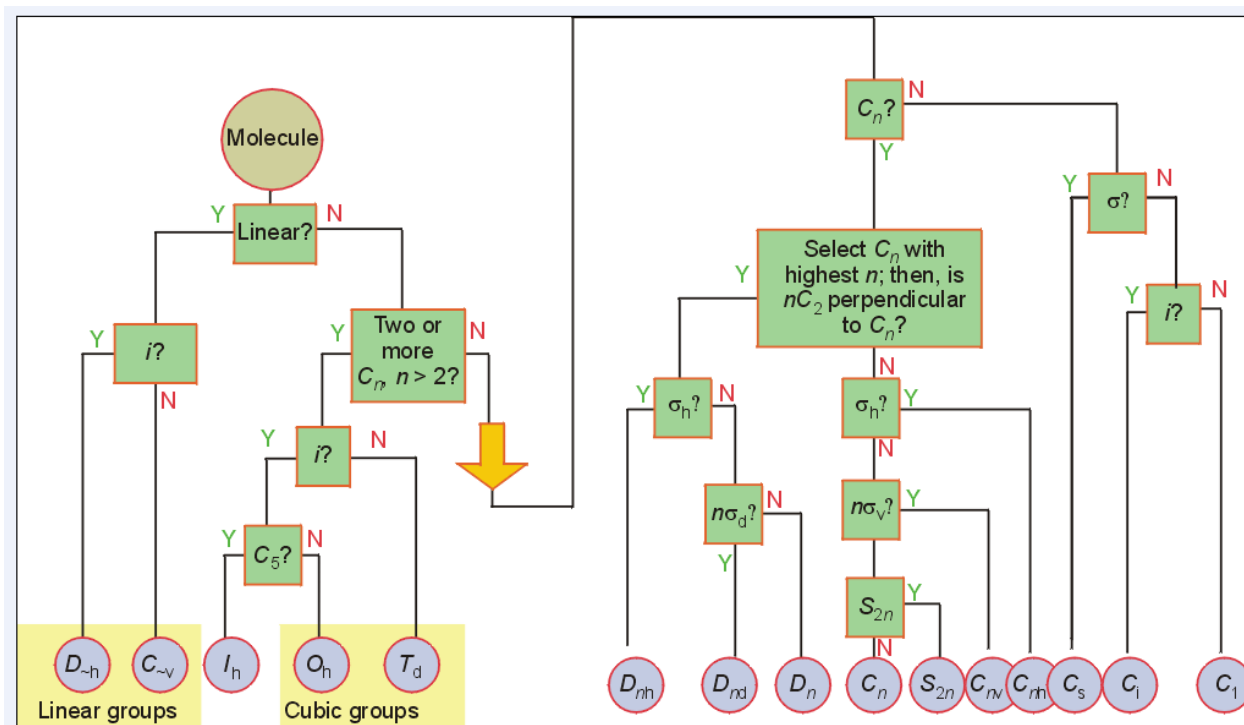 Molecule
Y
N
Linear?
Y
i?
N
Y
Two or
more
Cₙ, n > 2?
N
Y
i?
N
Y
C₅?
N
D~h
C~v
Iₕ
Oₕ
T_d
Linear groups
Cubic groups
Cₙ?
N
Y
Y
σ?
N
Y
Select Cₙ with
highest n; then, is
nC₂ perpendicular
to Cₙ?
N
Y
i?
N
Y
σₕ?
N
σₕ?
Y
N
nσ_d?
N
Y
nσᵥ?
Y
S₂ₙ
Y
N
Dₙₕ
Dₙd
Dₙ
Cₙ
S₂ₙ
Cₙᵥ
Cₙₕ
Cₛ
Cᵢ
C₁